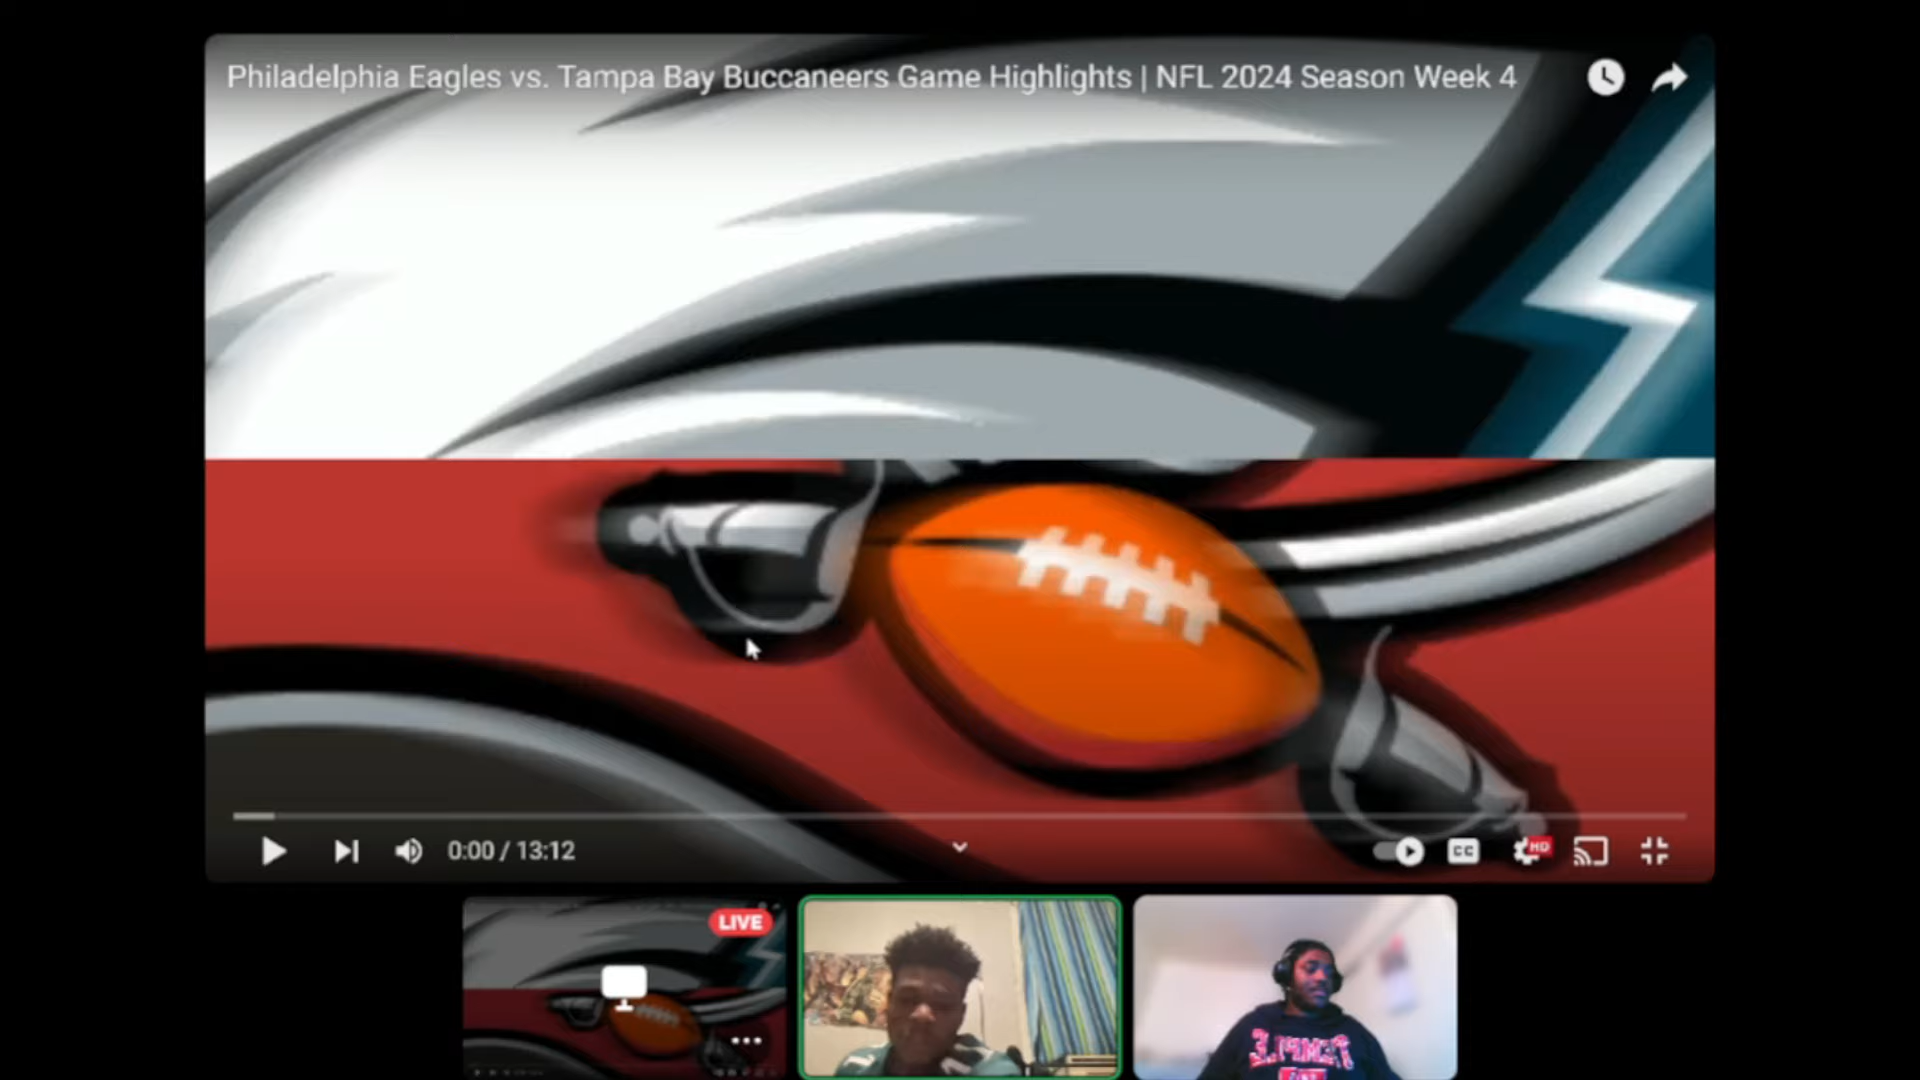 Philadelphia Eagles vs. Tampa Bay Buccaneers Game Highlights | NFL 2024 Season Week 4
0:00 / 13:12
CC
HD
LIVE